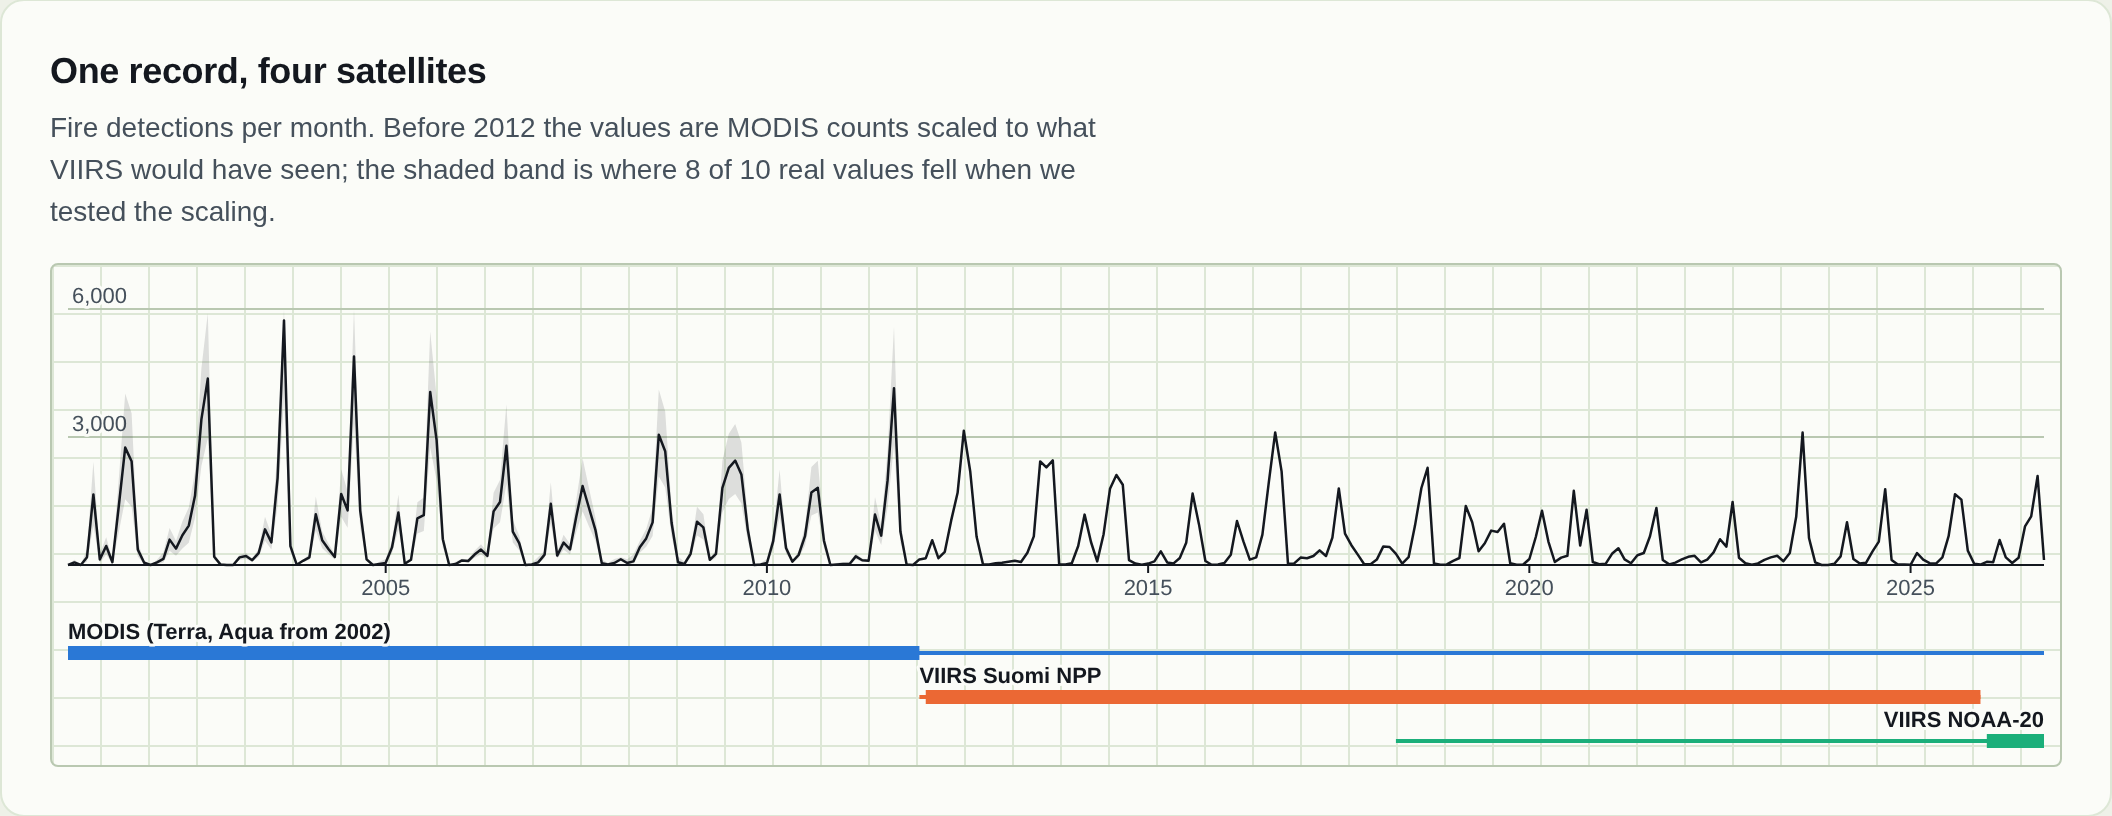 One record, four satellites
Fire detections per month. Before 2012 the values are MODIS counts scaled to what
VIIRS would have seen; the shaded band is where 8 of 10 real values fell when we
tested the scaling.
6,000
3,000
2005 2010 2015 2020 2025
MODIS (Terra, Aqua from 2002)
VIIRS Suomi NPP
VIIRS NOAA-20